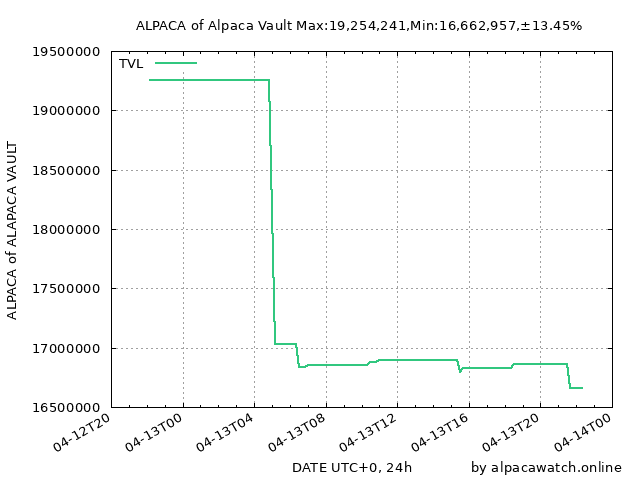 ALPACA of Alpaca Vault Max:19,254,241,Min:16,662,957,±13.45%
TVL
19500000
19000000
18500000
18000000
17500000
17000000
16500000
ALPACA of ALAPACA VAULT
04-12T20
04-13T00
04-13T04
04-13T08
04-13T12
04-13T16
04-13T20
04-14T00
DATE UTC+0, 24h
by alpacawatch.online